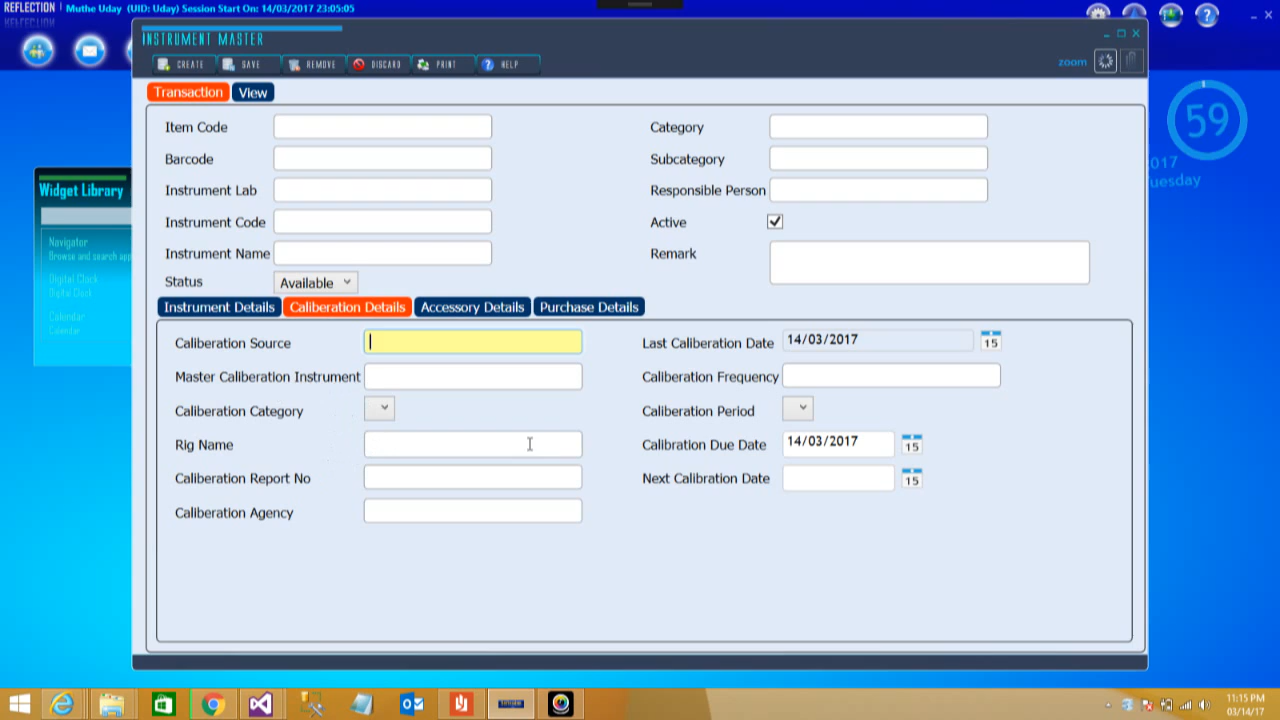 REFLECTION Muthe Uday (UID: Uday) Session Start On: 14/03/2017 23:05:05
INSTRUMENT MASTER
CREATE SAVE REMOVE DISCARD PRINT HELP
zoom
Transaction View
Item Code
Category
Barcode
Subcategory
Instrument Lab
Responsible Person
Instrument Code
Active
Instrument Name
Remark
Status Available
Instrument Details Caliberation Details Accessory Details Purchase Details
Caliberation Source
Last Caliberation Date 14/03/2017 15
Master Caliberation Instrument
Caliberation Frequency
Caliberation Category
Caliberation Period
Rig Name
Calibration Due Date 14/03/2017 15
Caliberation Report No
Next Calibration Date 15
Caliberation Agency
59
2017
Tuesday
Widget Library
Navigator
Browse and search app
Digital Clock
Digital Clock
Calendar
Calendar
11:15 PM
03/14/17